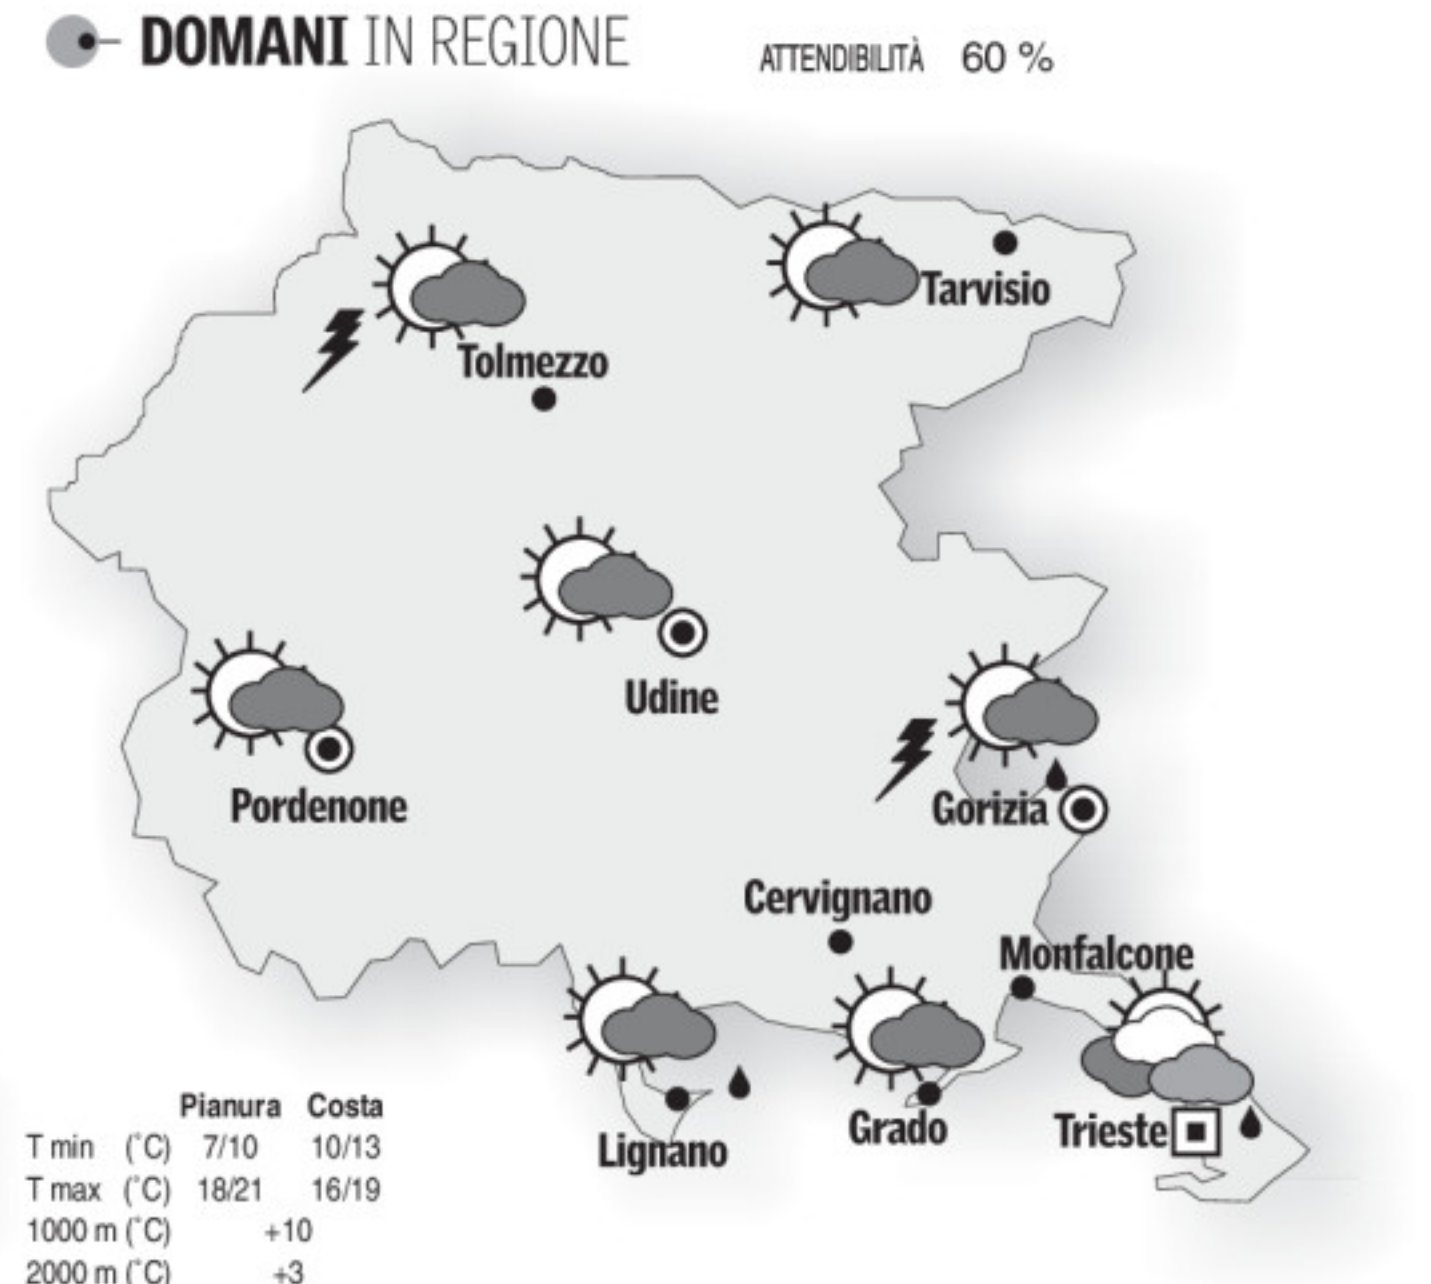 DOMANI IN REGIONE
ATTENDIBILITÀ 60 %
Tarvisio
Tolmezzo
Udine
Pordenone
Gorizia
Cervignano
Monfalcone
Grado
Trieste
Lignano
Pianura Costa
T min (°C) 7/10 10/13
T max (°C) 18/21 16/19
1000 m (°C) +10
2000 m (°C) +3